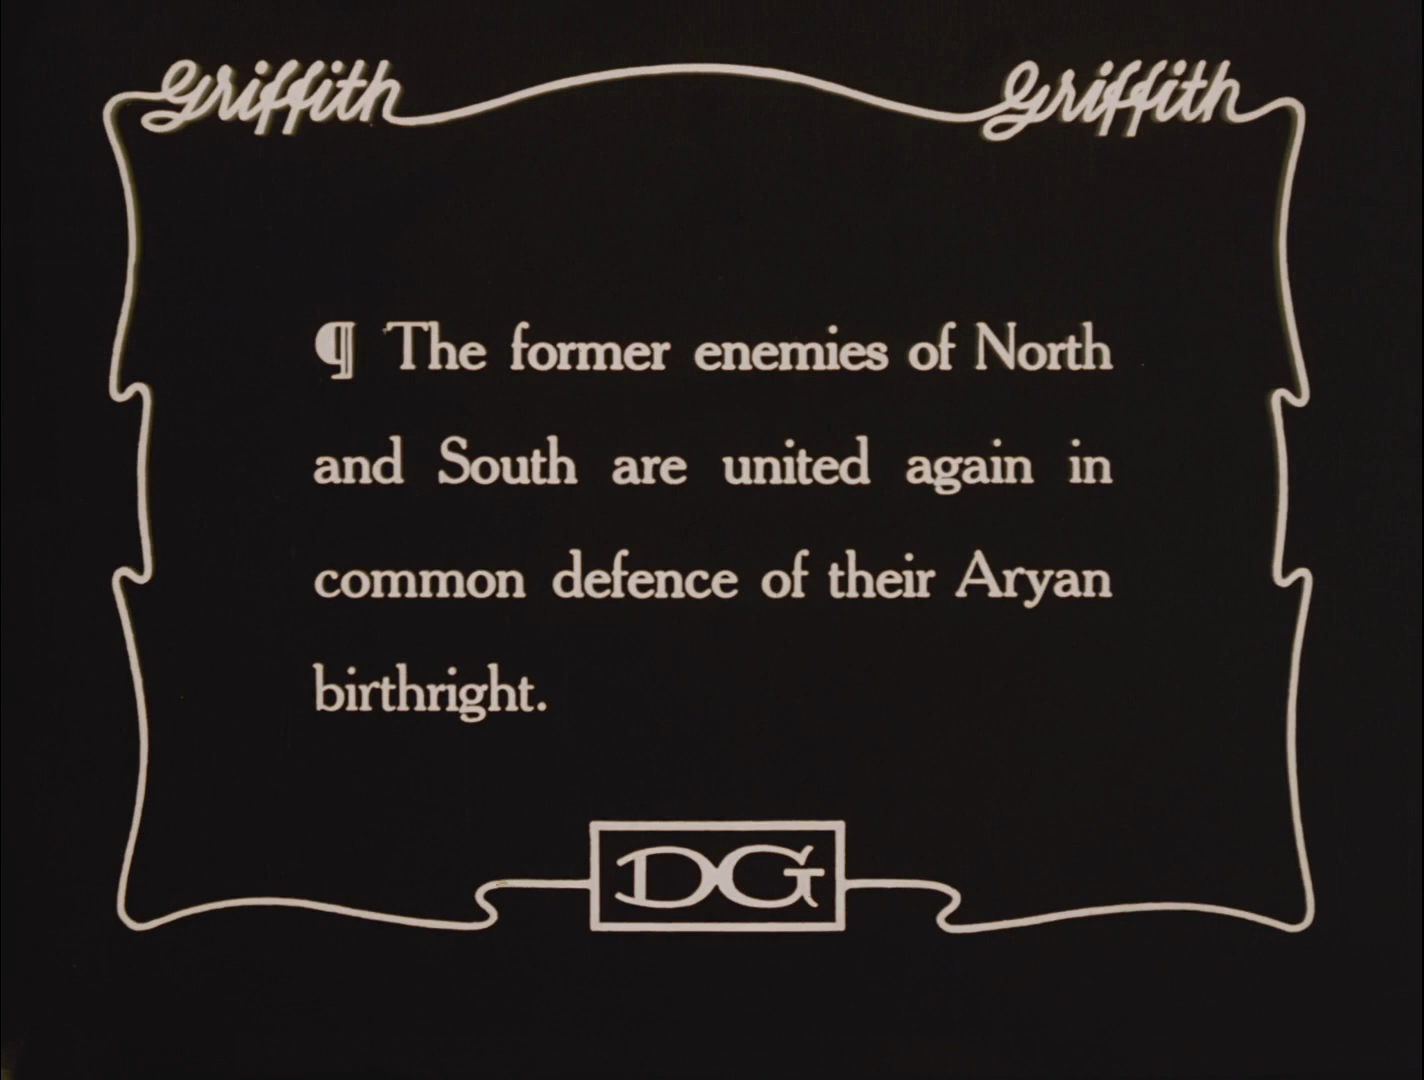 Griffith Griffith
¶ The former enemies of North
and South are united again in
common defence of their Aryan
birthright.
DG